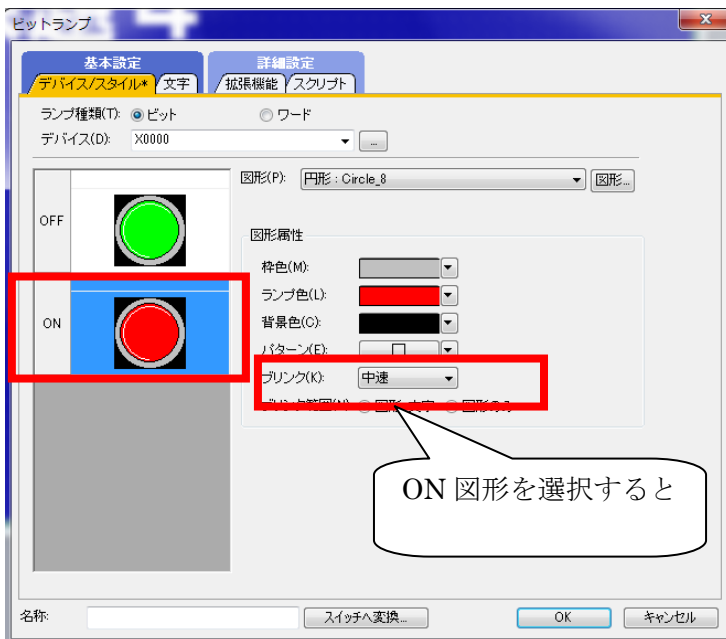 ビットランプ
基本設定
詳細設定
デバイス/スタイル*
文字
拡張機能
スクリプト
ランプ種類(T):
ビット
ワード
デバイス(D):
X0000
...
図形(P):
円形 : Circle_8
図形...
OFF
図形属性
枠色(M):
ランプ色(L):
ON
背景色(C):
パターン(E):
ブリンク(K):
中速
ON 図形を選択すると
名称:
スイッチへ変換...
OK
キャンセル